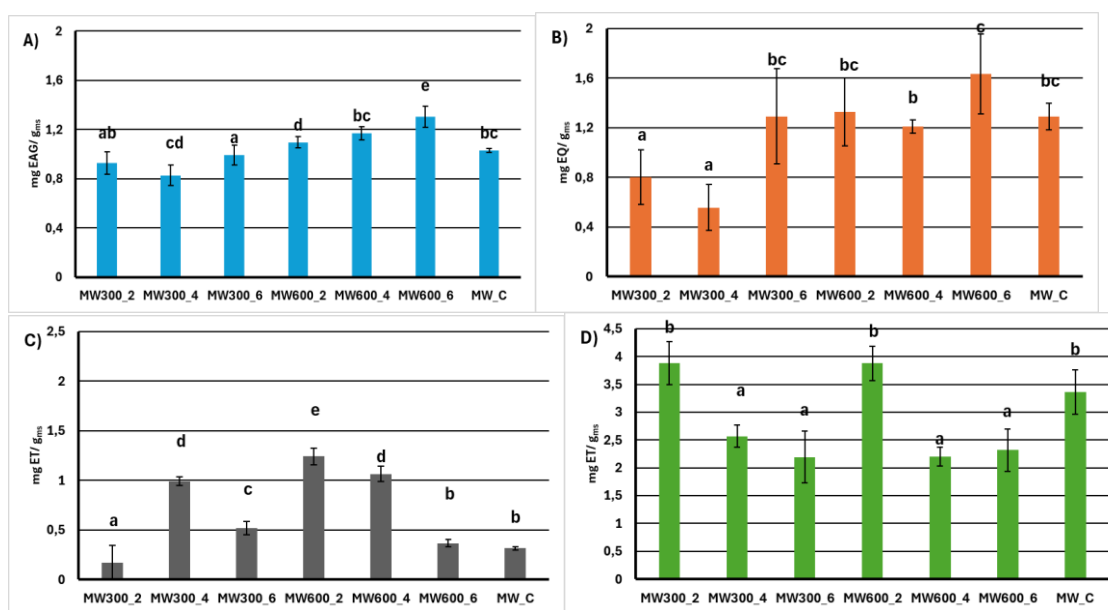 A)
2
1,6
1,2
0,8
0,4
0
mg EAG/ gms
ab
cd
a
d
bc
e
bc
MW300_2 MW300_4 MW300_6 MW600_2 MW600_4 MW600_6 MW_C
B)
2
1,6
1,2
0,8
0,4
0
mg EQ/ gms
a
a
bc
bc
b
c
bc
MW300_2 MW300_4 MW300_6 MW600_2 MW600_4 MW600_6 MW_C
C)
2,5
2
1,5
1
0,5
0
mg ET/ gms
a
d
c
e
d
b
b
MW300_2 MW300_4 MW300_6 MW600_2 MW600_4 MW600_6 MW_C
D)
4,5
4
3,5
3
2,5
2
1,5
1
0,5
0
mg ET/ gms
b
a
a
b
a
a
b
MW300_2 MW300_4 MW300_6 MW600_2 MW600_4 MW600_6 MW_C